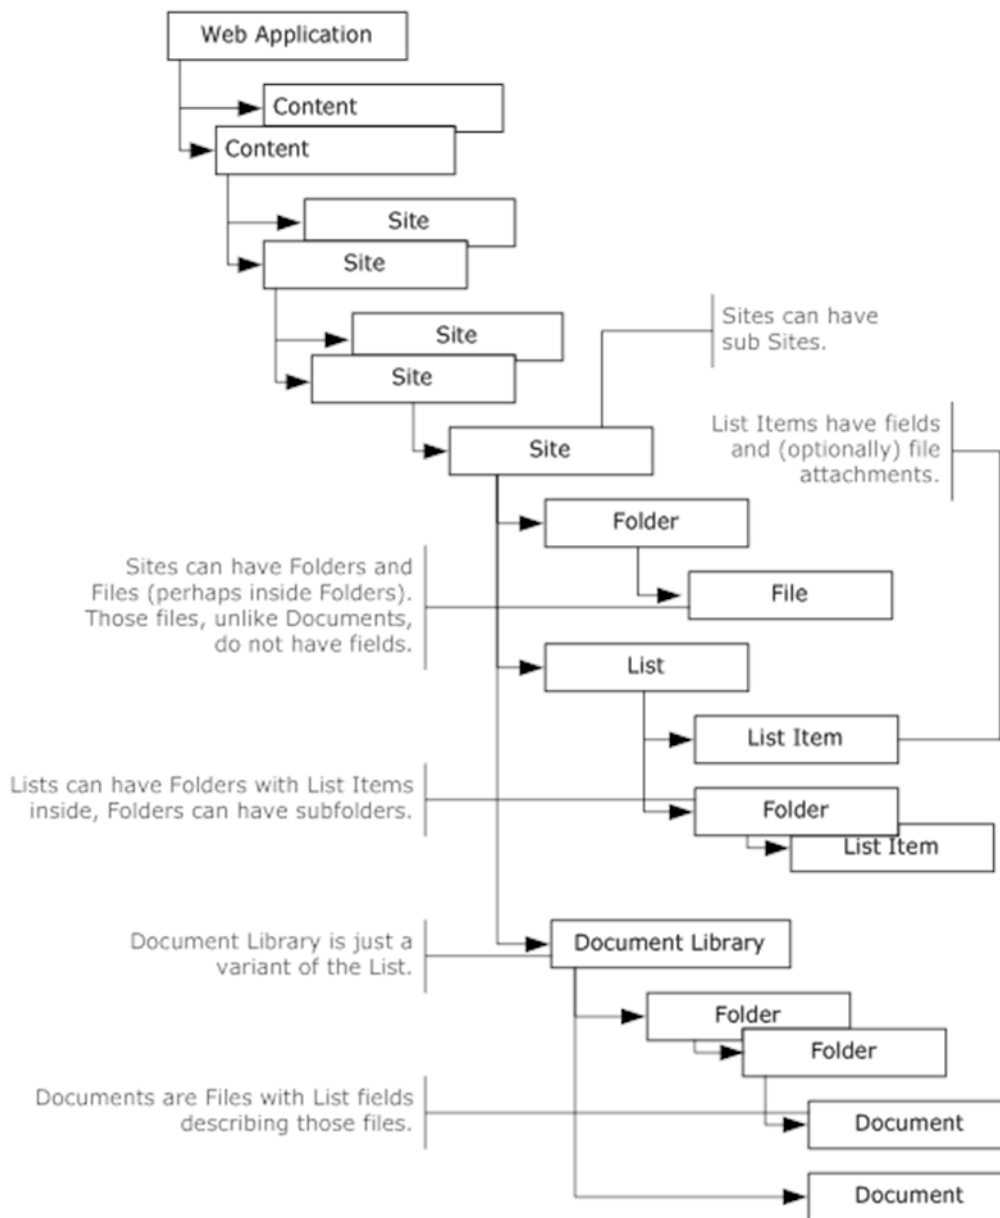 Web Application
Content
Content
Site
Site
Site
Site
Sites can have
sub Sites.
Site
List Items have fields
and (optionally) file
attachments.
Folder
Sites can have Folders and
Files (perhaps inside Folders).
Those files, unlike Documents,
do not have fields.
File
List
List Item
Lists can have Folders with List Items
inside, Folders can have subfolders.
Folder
List Item
Document Library is just a
variant of the List.
Document Library
Folder
Folder
Documents are Files with List fields
describing those files.
Document
Document